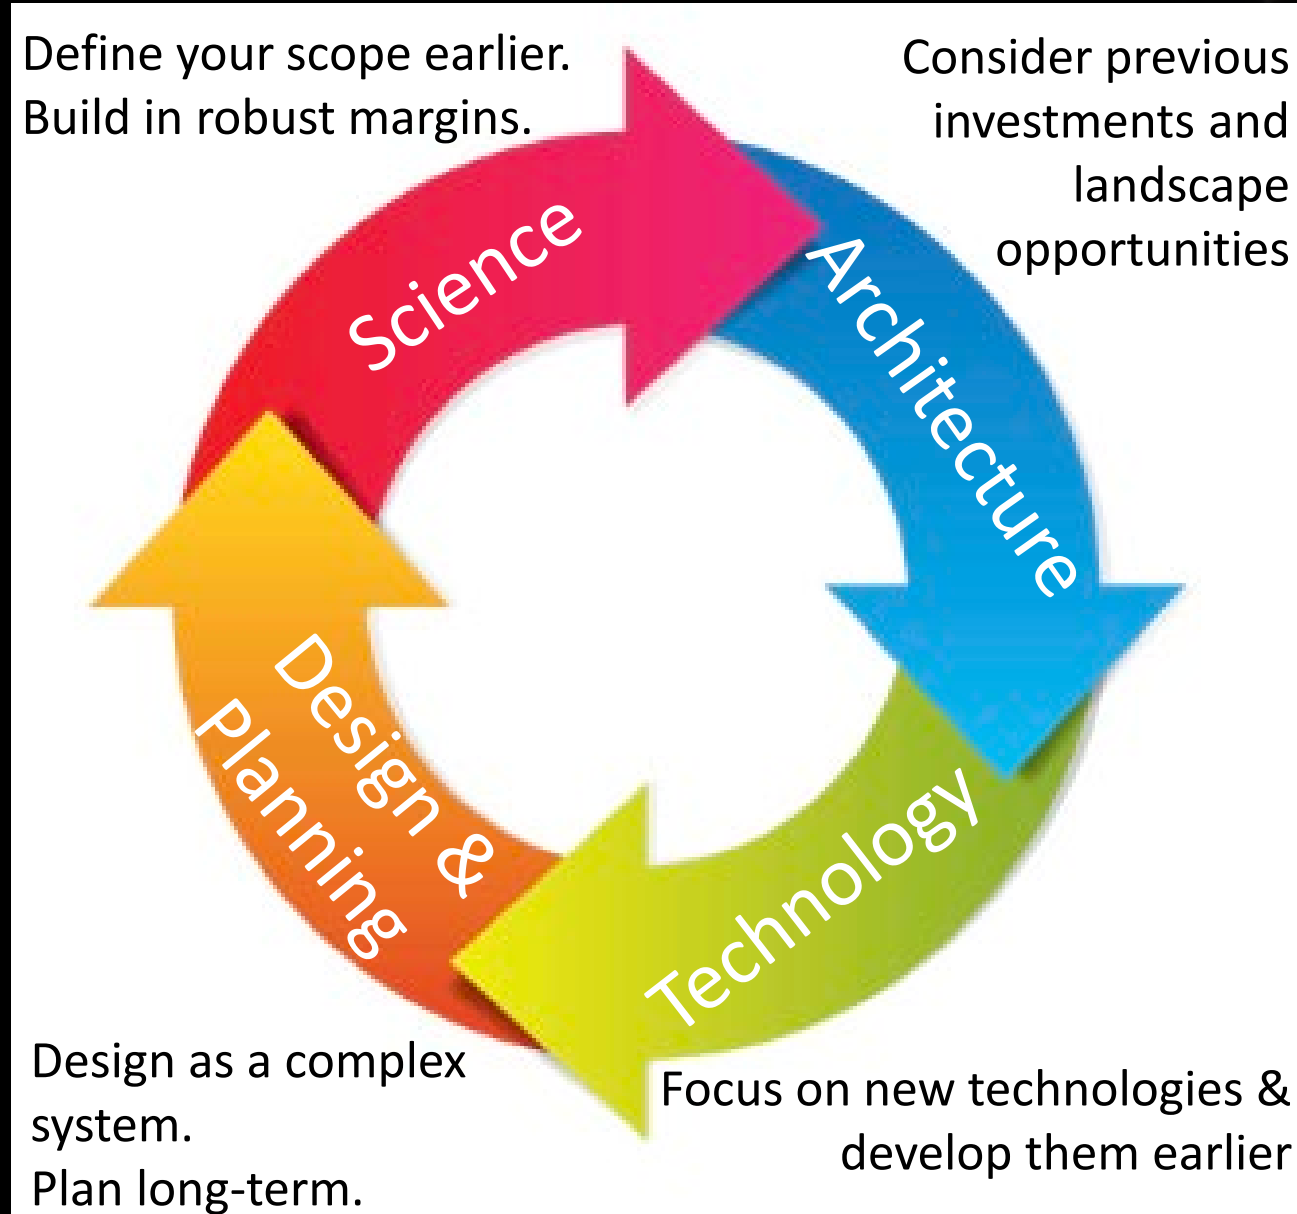 Define your scope earlier.
Build in robust margins.
Consider previous
investments and
landscape
opportunities
Science
Architecture
Technology
Design &
Planning
Design as a complex
system.
Plan long-term.
Focus on new technologies &
develop them earlier